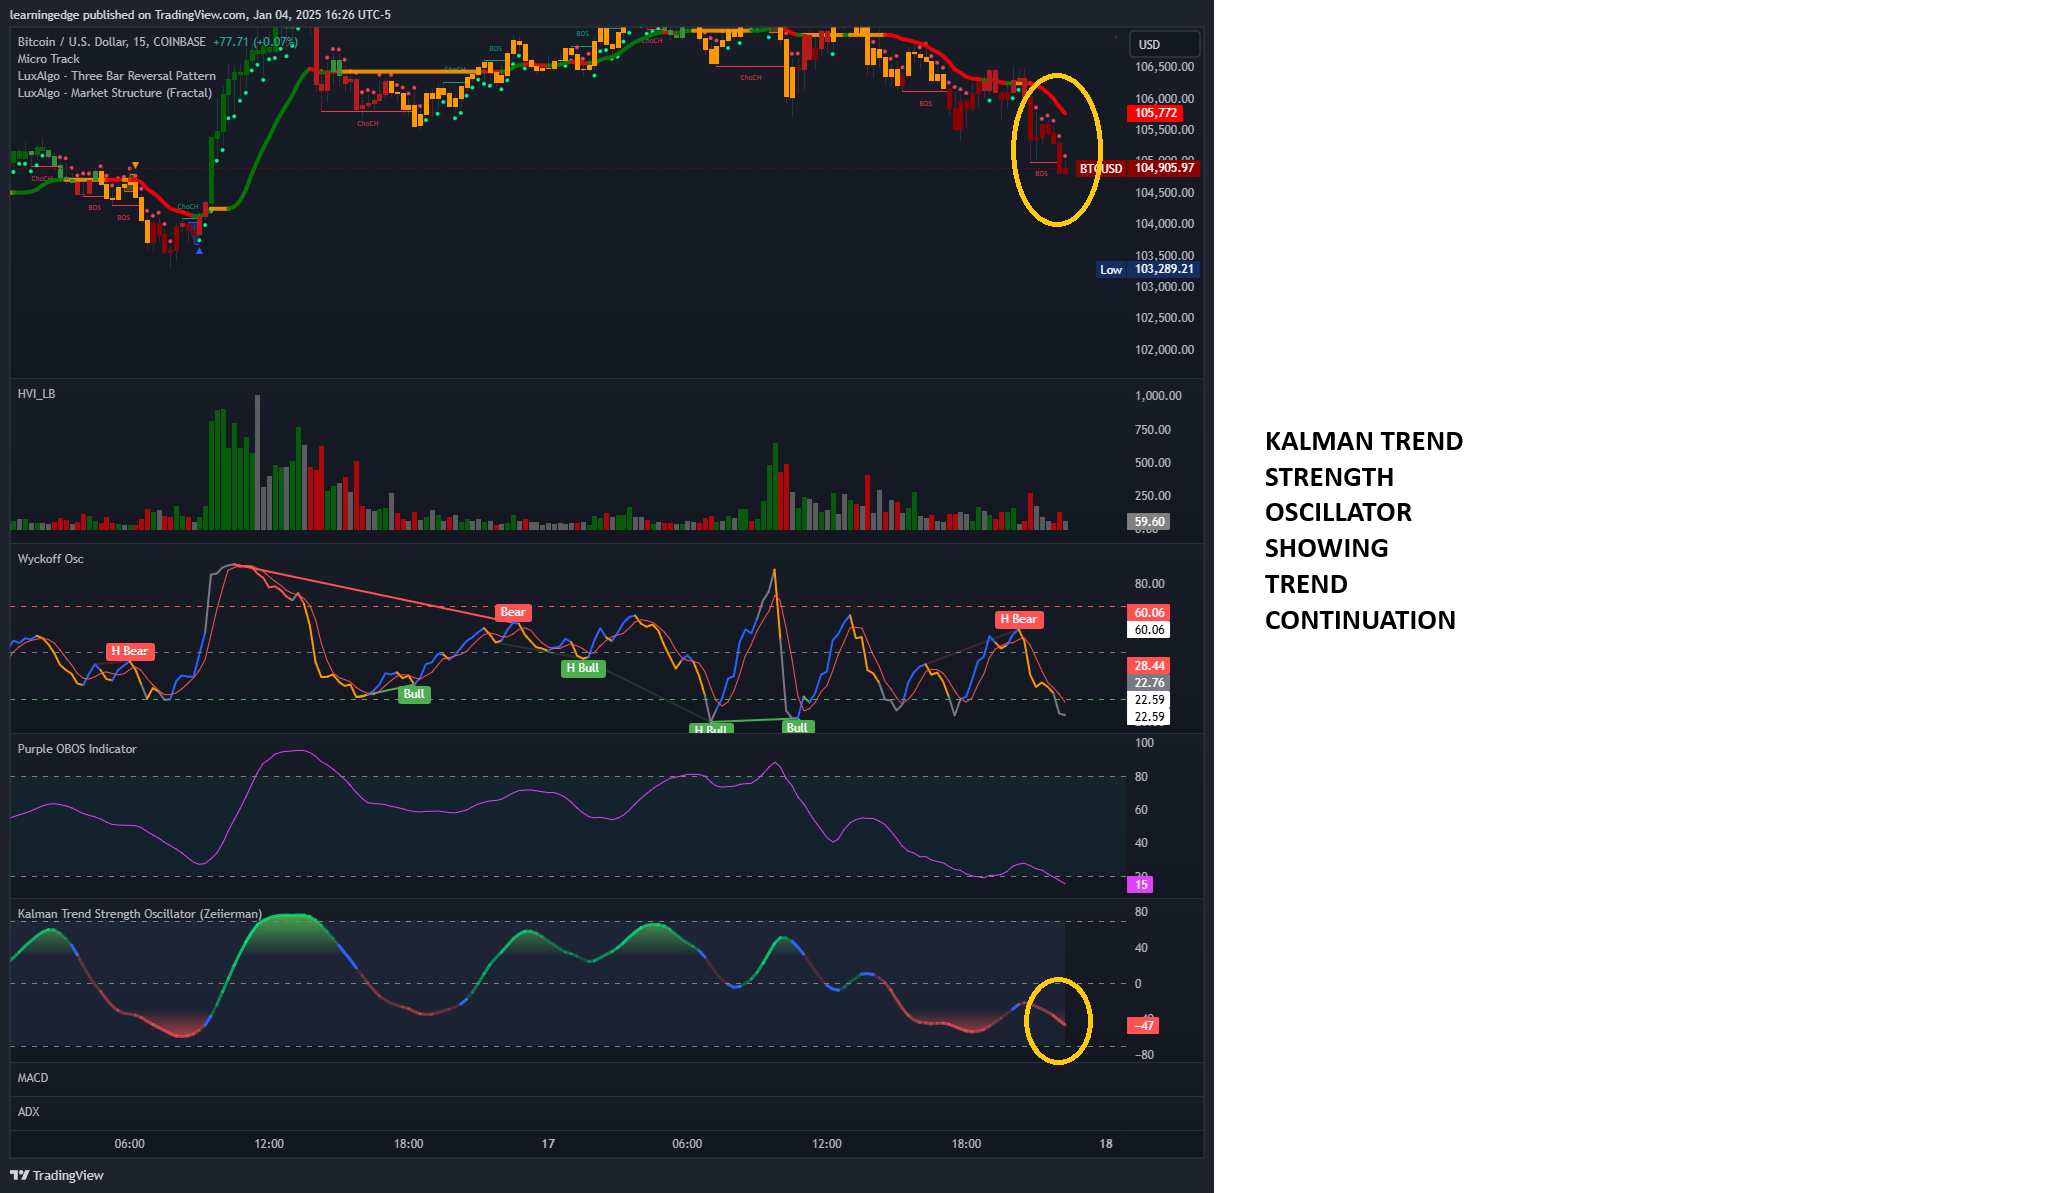 learningedge published on TradingView.com, Jan 04, 2025 16:26 UTC-5
Bitcoin / U.S. Dollar, 15, COINBASE +77.71 (+0.07%)
Micro Track
LuxAlgo - Three Bar Reversal Pattern
LuxAlgo - Market Structure (Fractal)
USD
106,500.00
106,000.00
105,772
105,500.00
105,000.00
BTCUSD 104,905.97
104,500.00
104,000.00
103,500.00
Low 103,289.21
103,000.00
102,500.00
102,000.00
ChoCH
BOS
BOS
ChoCH
ChoCH
ChoCH
BOS
BOS
ChoCH
ChoCH
BOS
BOS
HVI_LB
1,000.00
750.00
500.00
250.00
59.60
Wyckoff Osc
H Bear
Bear
H Bear
Bull
H Bull
H Bull
Bull
80.00
60.06
60.06
28.44
22.76
22.59
22.59
Purple OBOS Indicator
100
80
60
40
20
15
Kalman Trend Strength Oscillator (Zeiierman)
80
40
0
-40
−47
−80
MACD
ADX
06:00 12:00 18:00 17 06:00 12:00 18:00 18
TradingView
KALMAN TREND
STRENGTH
OSCILLATOR
SHOWING
TREND
CONTINUATION